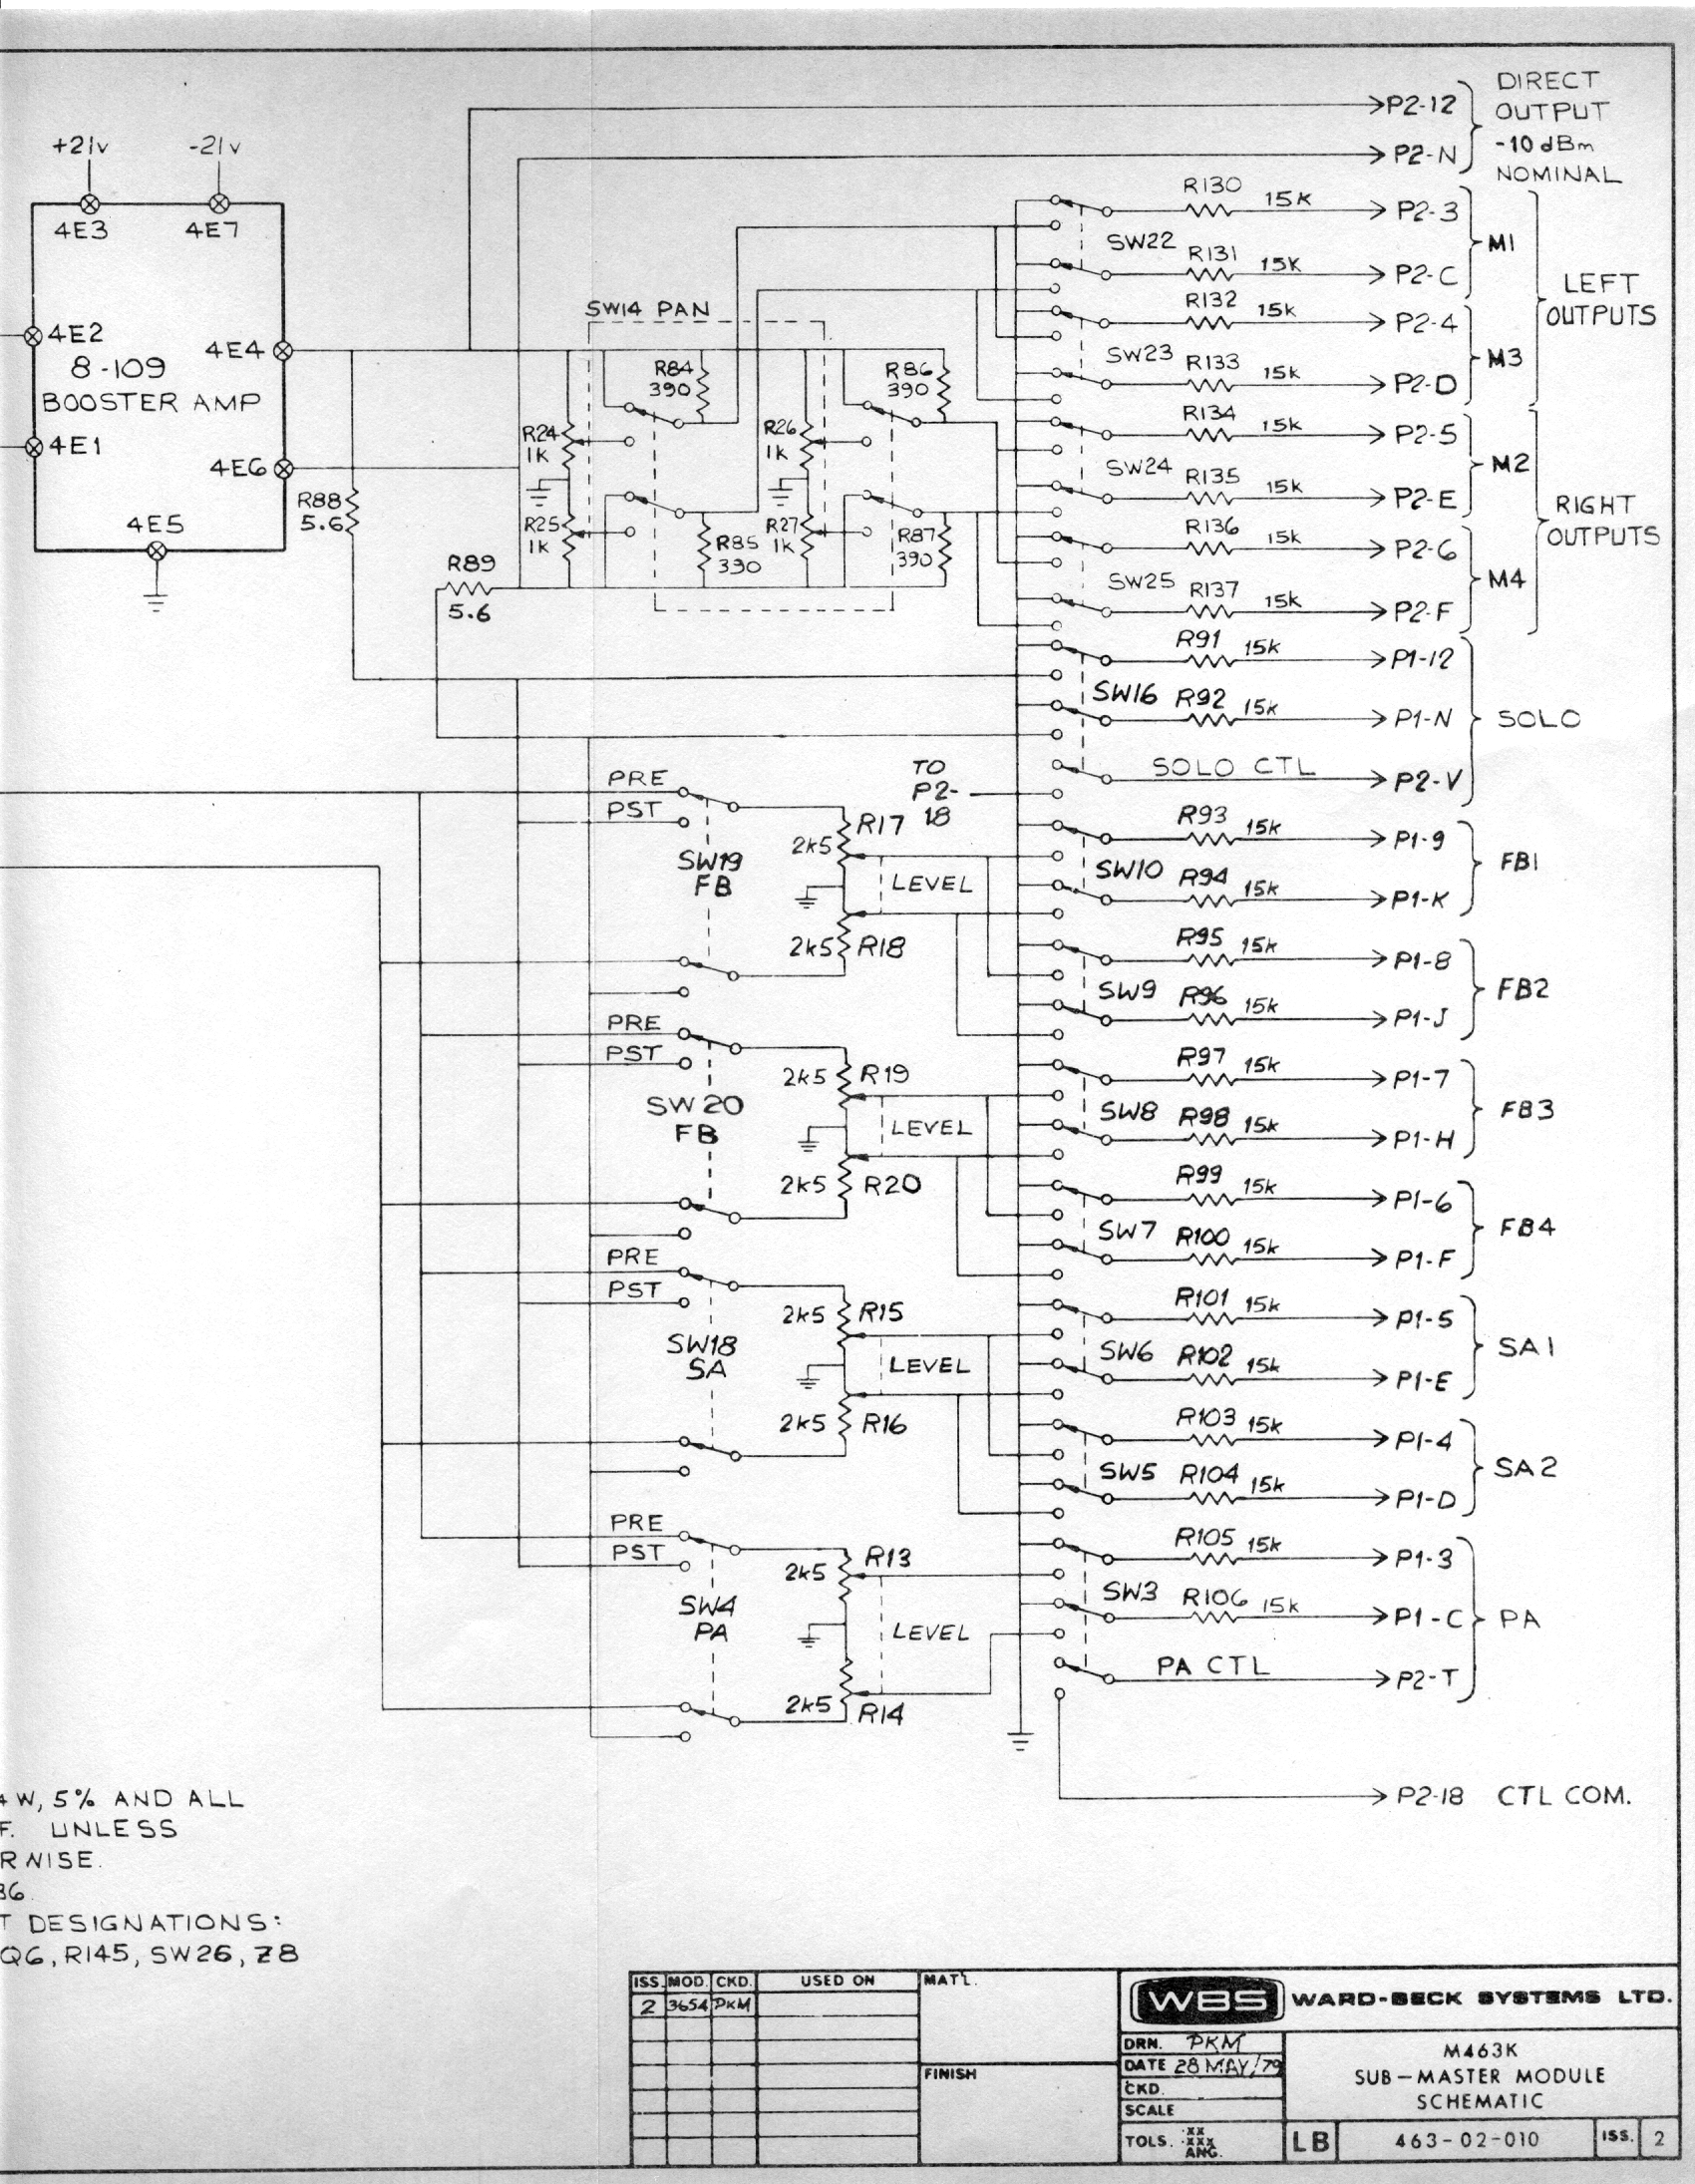 DIRECT
OUTPUT
-10 dBm
NOMINAL
P2-12
P2-N
+21v
-21v
4E3
4E7
4E2
8-109
BOOSTER AMP
4E4
4E1
4E6
4E5
R88
5.6
R89
5.6
SW14 PAN
R84
390
R86
390
R24
1K
R26
1K
R25
1K
R27
1K
R85
390
R87
390
R130 15K P2-3
SW22
M1
R131 15K P2-C
R132 15K P2-4
SW23
M3
R133 15K P2-D
LEFT
OUTPUTS
R134 15K P2-5
SW24
M2
R135 15K P2-E
R136 15K P2-6
SW25
M4
R137 15K P2-F
RIGHT
OUTPUTS
R91 15K P1-12
SW16 R92 15K P1-N
SOLO
SOLO CTL P2-V
TO
P2-
18
PRE
PST
SW19
FB
R17
2K5
LEVEL
2K5 R18
R93 15K P1-9
SW10 R94 15K P1-K
FB1
R95 15K P1-8
SW9 R96 15K P1-J
FB2
PRE
PST
SW20
FB
2K5 R19
LEVEL
2K5 R20
R97 15K P1-7
SW8 R98 15K P1-H
FB3
R99 15K P1-6
SW7 R100 15K P1-F
FB4
PRE
PST
SW18
SA
2K5 R15
LEVEL
2K5 R16
R101 15K P1-5
SW6 R102 15K P1-E
SA1
R103 15K P1-4
SW5 R104 15K P1-D
SA2
PRE
PST
SW4
PA
2K5 R13
LEVEL
2K5 R14
R105 15K P1-3
SW3 R106 15K P1-C
PA
PA CTL P2-T
P2-18 CTL COM.
W, 5% AND ALL
F. UNLESS
RNISE.
36.
T DESIGNATIONS:
Q6, R145, SW26, Z8
ISS. MOD. CKD. USED ON MAT'L.
2 3654 PKM
FINISH
WBS WARD-BECK SYSTEMS LTD.
DRN. PKM
DATE 28 MAY/79
CKD.
SCALE
TOLS. .XX
.XXX
ANG.
M463K
SUB-MASTER MODULE
SCHEMATIC
LB 463-02-010 ISS. 2